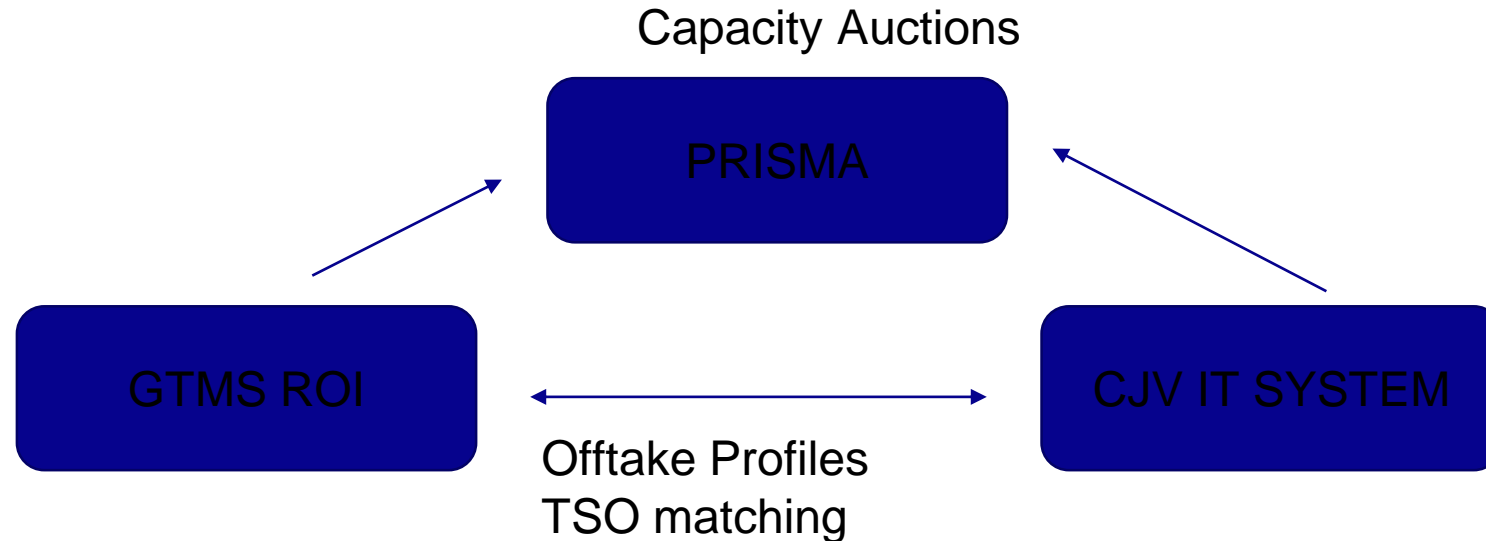 Capacity Auctions
PRISMA
GTMS ROI
CJV IT SYSTEM
Offtake Profiles
TSO matching